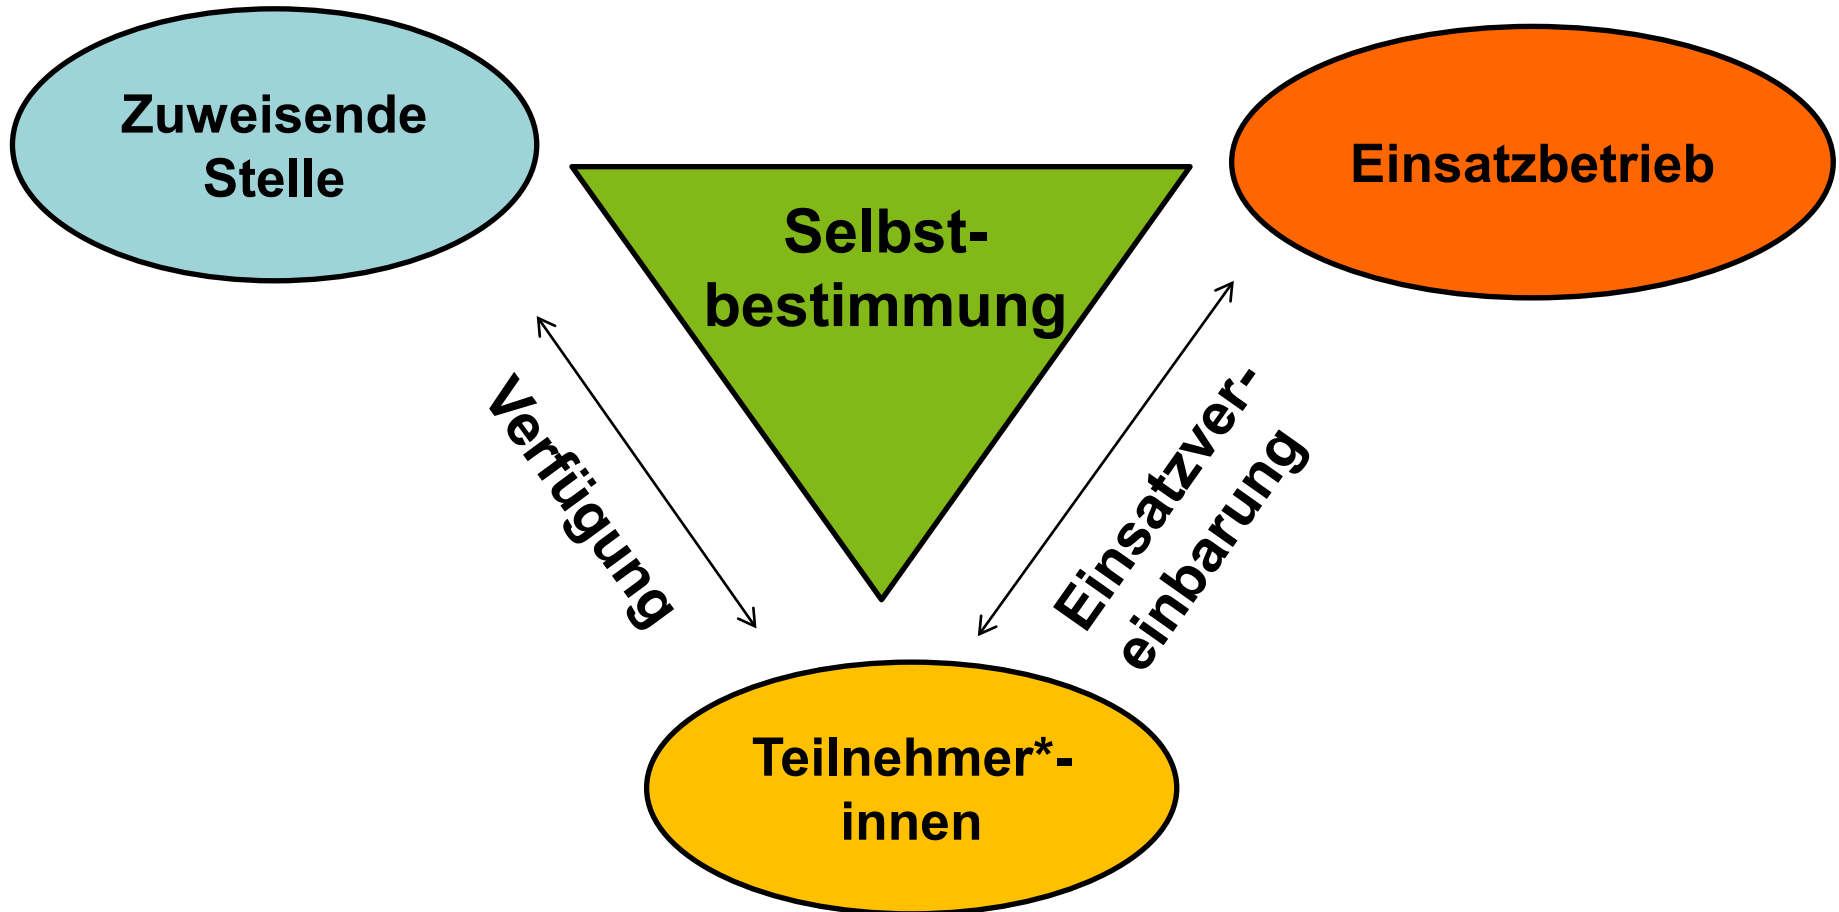 Zuweisende
Stelle
Einsatzbetrieb
Selbst-
bestimmung
Verfügung
Einsatzver-
einbarung
Teilnehmer*-
innen